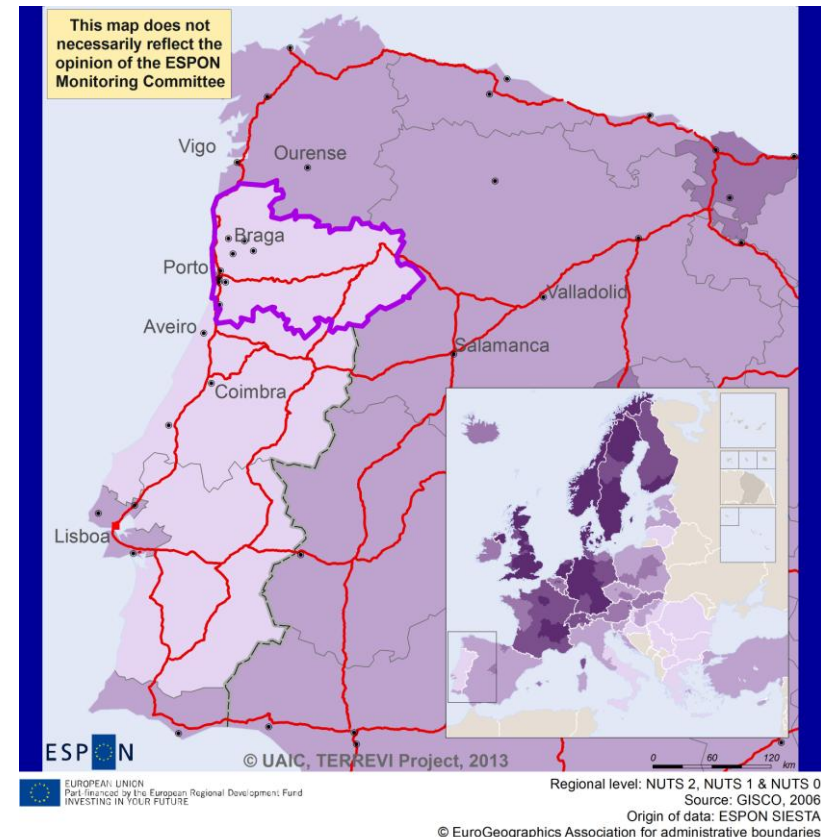 This map does not
necessarily reflect the
opinion of the ESPON
Monitoring Committee
Vigo
Ourense
Braga
Porto
Valladolid
Aveiro
Salamanca
Coimbra
Lisboa
ESPON
© UAIC, TERREVI Project, 2013
0 60 120
km
EUROPEAN UNION
Part-financed by the European Regional Development Fund
INVESTING IN YOUR FUTURE
Regional level: NUTS 2, NUTS 1 & NUTS 0
Source: GISCO, 2006
Origin of data: ESPON SIESTA
© EuroGeographics Association for administrative boundaries